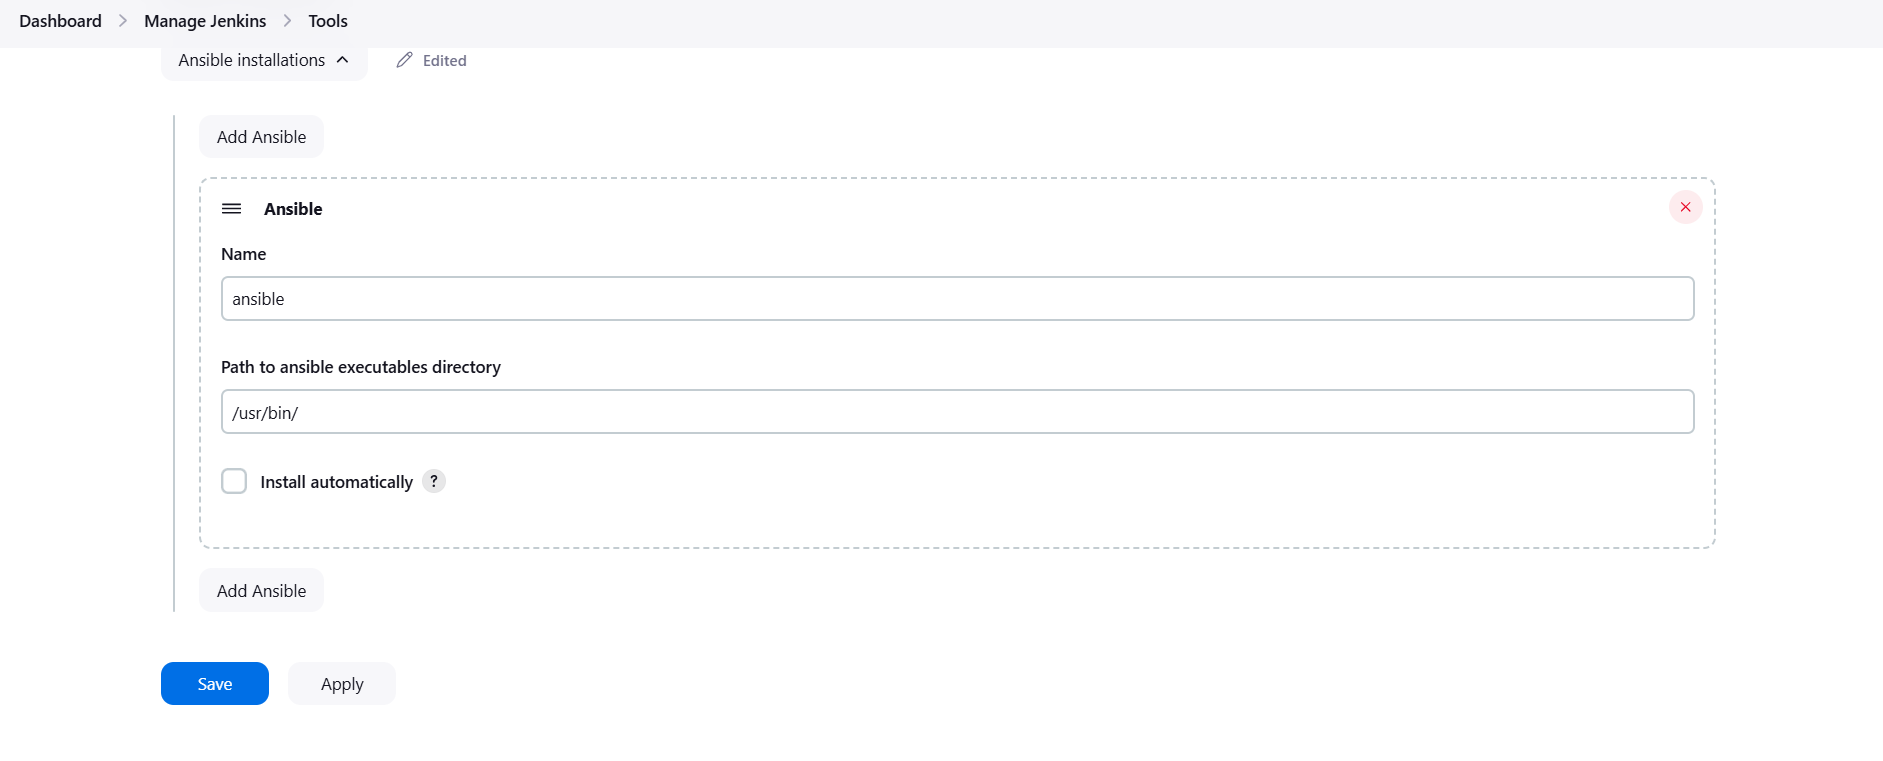 Dashboard > Manage Jenkins > Tools
Ansible installations Edited
Add Ansible
Ansible
Name
ansible
Path to ansible executables directory
/usr/bin/
Install automatically ?
Add Ansible
Save Apply